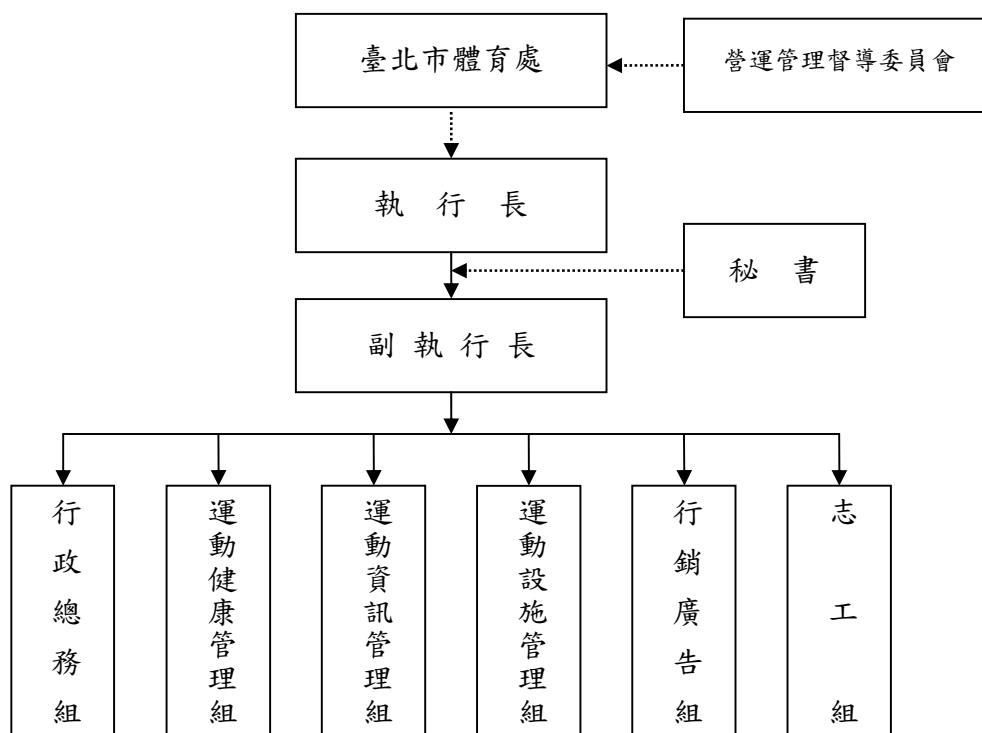 臺北市體育處
營運管理督導委員會
執行長
秘書
副執行長
行政總務組
運動健康管理組
運動資訊管理組
運動設施管理組
行銷廣告組
志工組